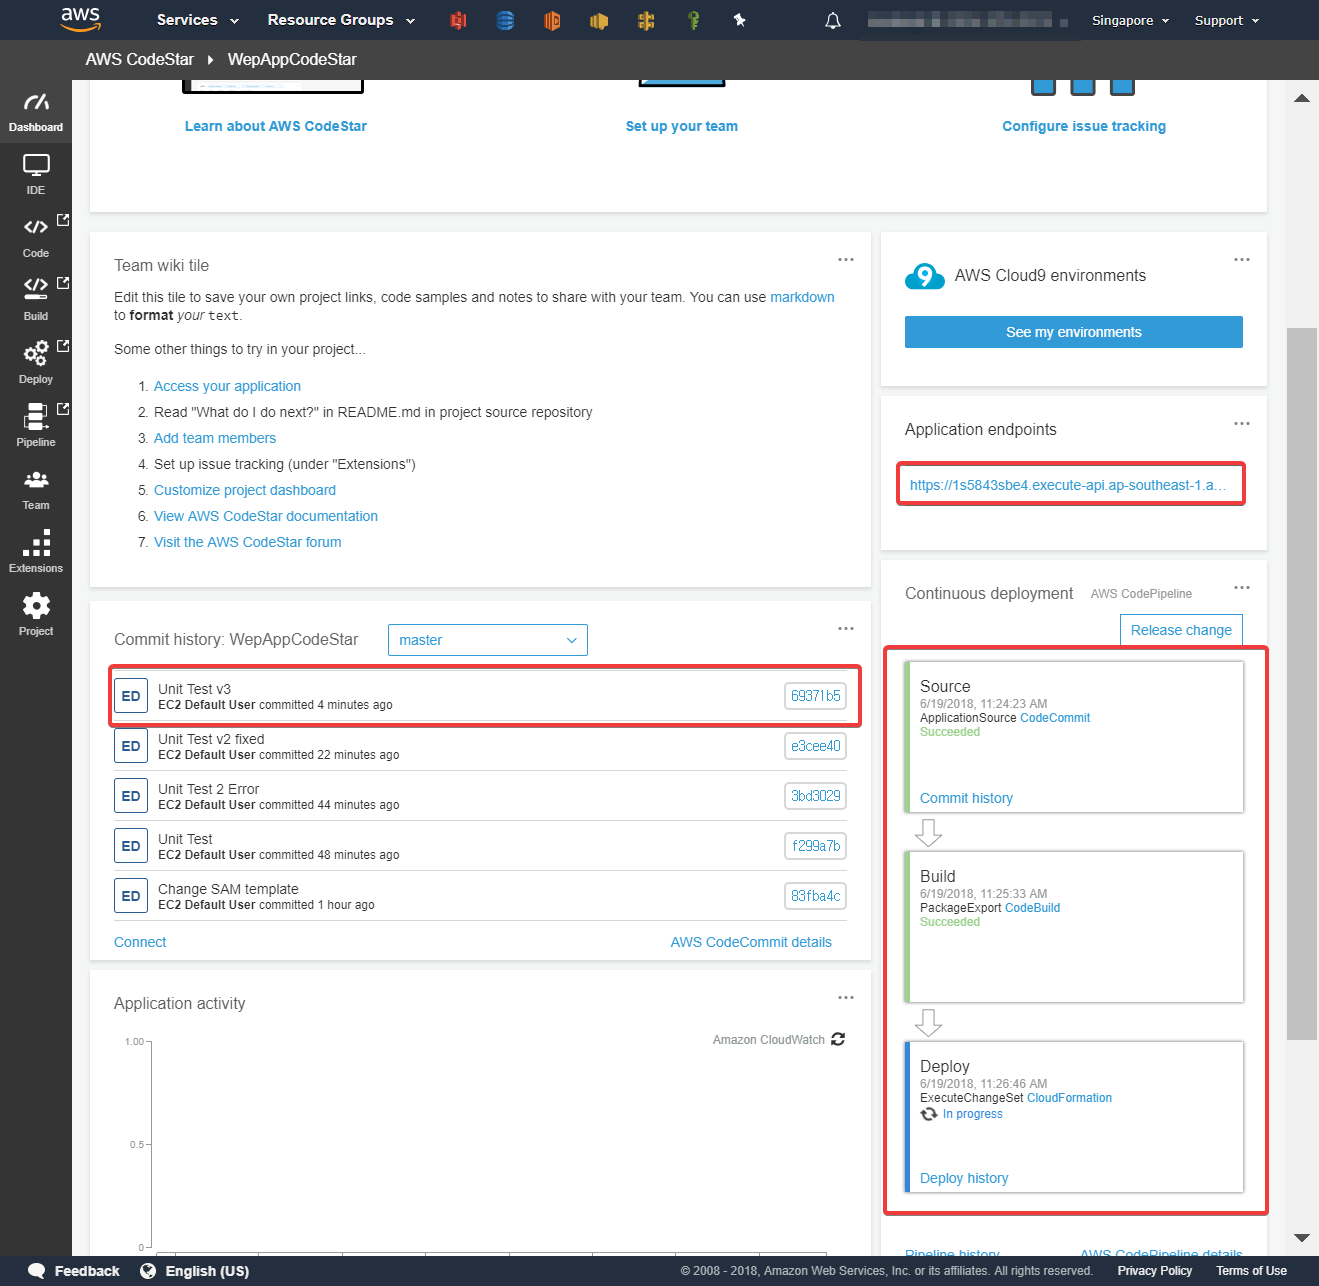 aws
Services
Resource Groups
Singapore
Support
AWS CodeStar
WepAppCodeStar
Dashboard
IDE
Code
Build
Deploy
Pipeline
Team
Extensions
Project
Learn about AWS CodeStar
Set up your team
Configure issue tracking
Team wiki tile
Edit this tile to save your own project links, code samples and notes to share with your team. You can use markdown
to format your text.
Some other things to try in your project...
1. Access your application
2. Read "What do I do next?" in README.md in project source repository
3. Add team members
4. Set up issue tracking (under "Extensions")
5. Customize project dashboard
6. View AWS CodeStar documentation
7. Visit the AWS CodeStar forum
9 AWS Cloud9 environments
See my environments
Application endpoints
https://1s5843sbe4.execute-api.ap-southeast-1.a...
Commit history: WepAppCodeStar
master
ED Unit Test v3
EC2 Default User committed 4 minutes ago
69371b5
ED Unit Test v2 fixed
EC2 Default User committed 22 minutes ago
e3cee40
ED Unit Test 2 Error
EC2 Default User committed 44 minutes ago
3bd3029
ED Unit Test
EC2 Default User committed 48 minutes ago
f299a7b
ED Change SAM template
EC2 Default User committed 1 hour ago
83fba4c
Connect
AWS CodeCommit details
Continuous deployment AWS CodePipeline
Release change
Source
6/19/2018, 11:24:23 AM
ApplicationSource CodeCommit
Succeeded
Commit history
Build
6/19/2018, 11:25:33 AM
PackageExport CodeBuild
Succeeded
Deploy
6/19/2018, 11:26:46 AM
ExecuteChangeSet CloudFormation
In progress
Deploy history
Pipeline history
AWS CodePipeline details
Application activity
Amazon CloudWatch
1.00
0.5
0
Feedback
English (US)
© 2008 - 2018, Amazon Web Services, Inc. or its affiliates. All rights reserved.
Privacy Policy
Terms of Use